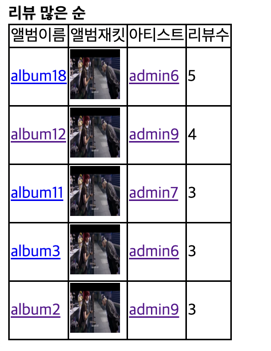 리뷰 많은 순
앨범이름 앨범재킷 아티스트 리뷰수
album18 admin6 5
album12 admin9 4
album11 admin7 3
album3 admin6 3
album2 admin9 3